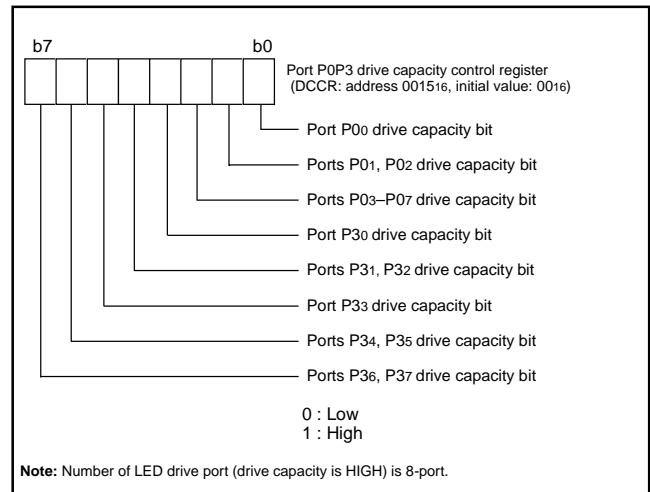 b7 b0
Port P0P3 drive capacity control register
(DCCR: address 001516, initial value: 0016)
Port P00 drive capacity bit
Ports P01, P02 drive capacity bit
Ports P03–P07 drive capacity bit
Port P30 drive capacity bit
Ports P31, P32 drive capacity bit
Port P33 drive capacity bit
Ports P34, P35 drive capacity bit
Ports P36, P37 drive capacity bit
0 : Low
1 : High
Note: Number of LED drive port (drive capacity is HIGH) is 8-port.